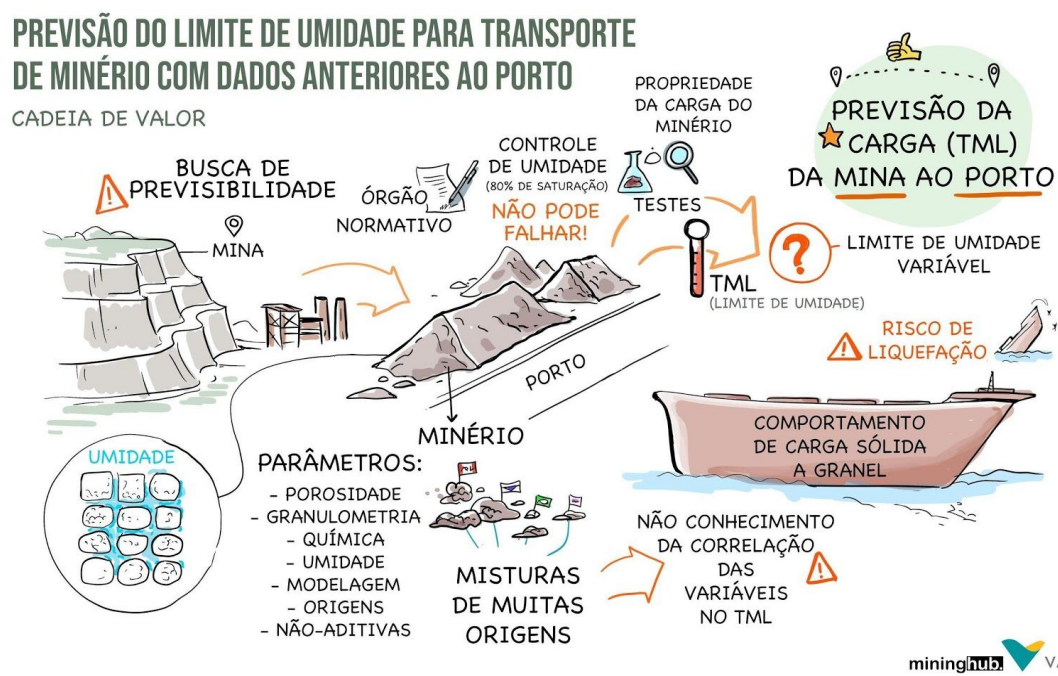 PREVISÃO DO LIMITE DE UMIDADE PARA TRANSPORTE
DE MINÉRIO COM DADOS ANTERIORES AO PORTO
CADEIA DE VALOR
BUSCA DE
PREVISIBILIDADE
MINA
ÓRGÃO
NORMATIVO
CONTROLE
DE UMIDADE
(80% DE SATURAÇÃO)
NÃO PODE
FALHAR!
PROPRIEDADE
DA CARGA DO
MINÉRIO
TESTES
TML
(LIMITE DE UMIDADE)
?
LIMITE DE UMIDADE
VARIÁVEL
PREVISÃO DA
CARGA (TML)
DA MINA AO PORTO
RISCO DE
LIQUEFAÇÃO
PORTO
COMPORTAMENTO
DE CARGA SÓLIDA
A GRANEL
MINÉRIO
UMIDADE
PARÂMETROS:
- POROSIDADE
- GRANULOMETRIA
- QUÍMICA
- UMIDADE
- MODELAGEM
- ORIGENS
- NÃO-ADITIVAS
MISTURAS
DE MUITAS
ORIGENS
NÃO CONHECIMENTO
DA CORRELAÇÃO
DAS
VARIÁVEIS
NO TML
mininghub.